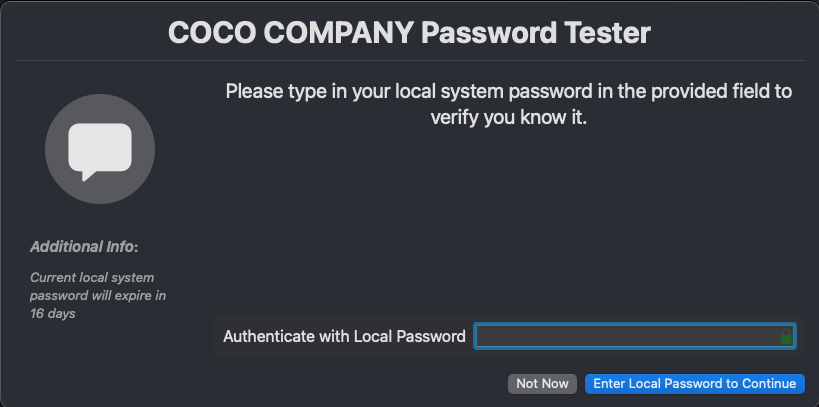 COCO COMPANY Password Tester
Please type in your local system password in the provided field to
verify you know it.
Additional Info:
Current local system
password will expire in
16 days
Authenticate with Local Password
Not Now
Enter Local Password to Continue